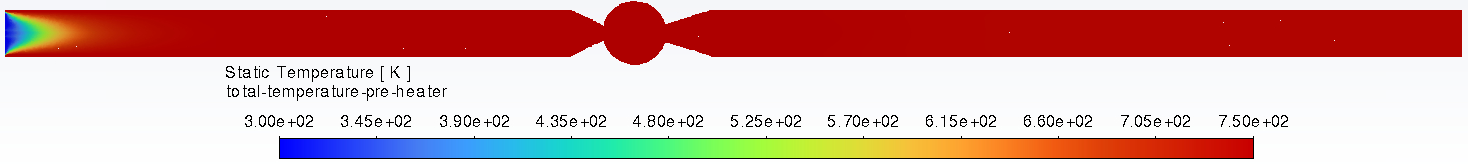 Static Temperature [ K ]
total-temperature-pre-heater
3.00e+02 3.45e+02 3.90e+02 4.35e+02 4.80e+02 5.25e+02 5.70e+02 6.15e+02 6.60e+02 7.05e+02 7.50e+02